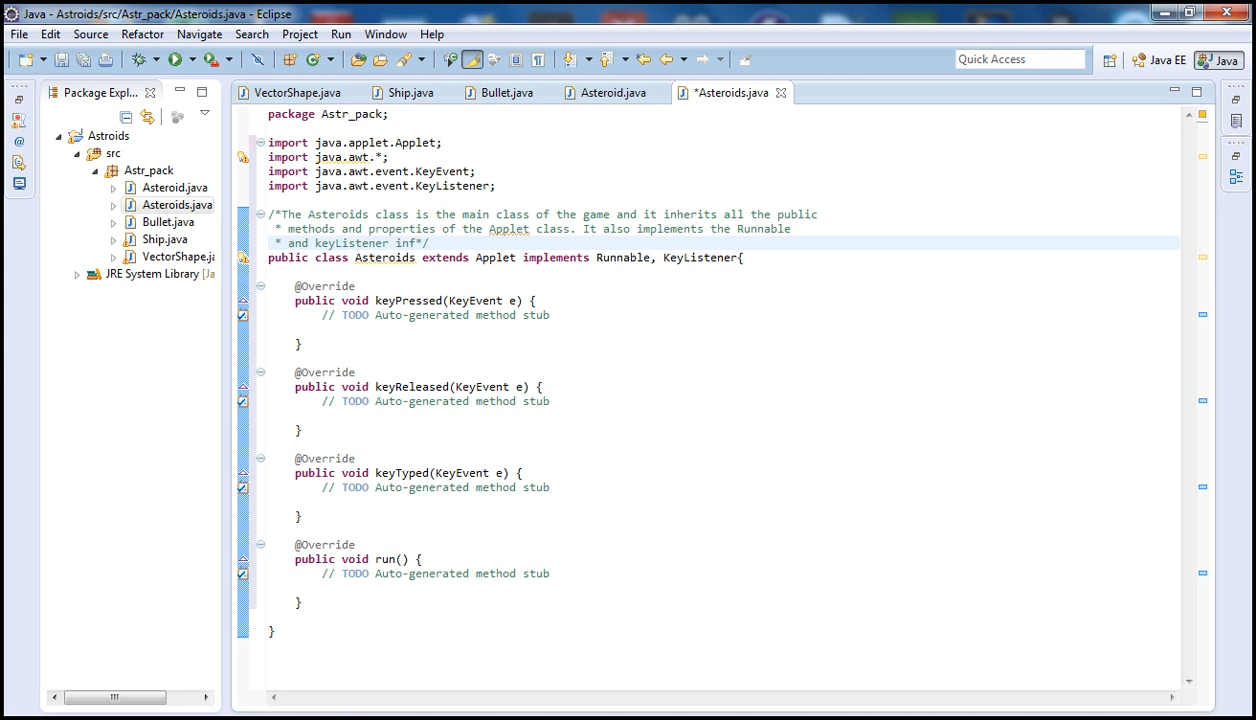 Java - Astroids/src/Astr_pack/Asteroids.java - Eclipse
File Edit Source Refactor Navigate Search Project Run Window Help
Quick Access Java EE Java
Package Expl... VectorShape.java Ship.java Bullet.java Asteroid.java *Asteroids.java
Astroids
src
Astr_pack
Asteroid.java
Asteroids.java
Bullet.java
Ship.java
VectorShape.ja
JRE System Library [Ja
package Astr_pack;
import java.applet.Applet;
import java.awt.*;
import java.awt.event.KeyEvent;
import java.awt.event.KeyListener;
/*The Asteroids class is the main class of the game and it inherits all the public
* methods and properties of the Applet class. It also implements the Runnable
* and keyListener inf*/
public class Asteroids extends Applet implements Runnable, KeyListener{
@Override
public void keyPressed(KeyEvent e) {
// TODO Auto-generated method stub
}
@Override
public void keyReleased(KeyEvent e) {
// TODO Auto-generated method stub
}
@Override
public void keyTyped(KeyEvent e) {
// TODO Auto-generated method stub
}
@Override
public void run() {
// TODO Auto-generated method stub
}
}